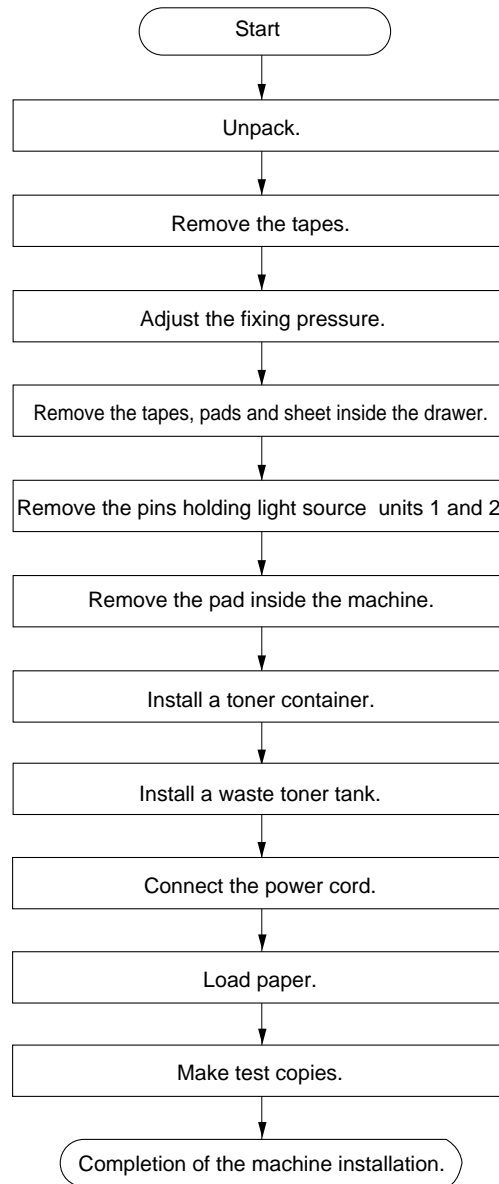 Start
Unpack.
Remove the tapes.
Adjust the fixing pressure.
Remove the tapes, pads and sheet inside the drawer.
Remove the pins holding light source units 1 and 2
Remove the pad inside the machine.
Install a toner container.
Install a waste toner tank.
Connect the power cord.
Load paper.
Make test copies.
Completion of the machine installation.